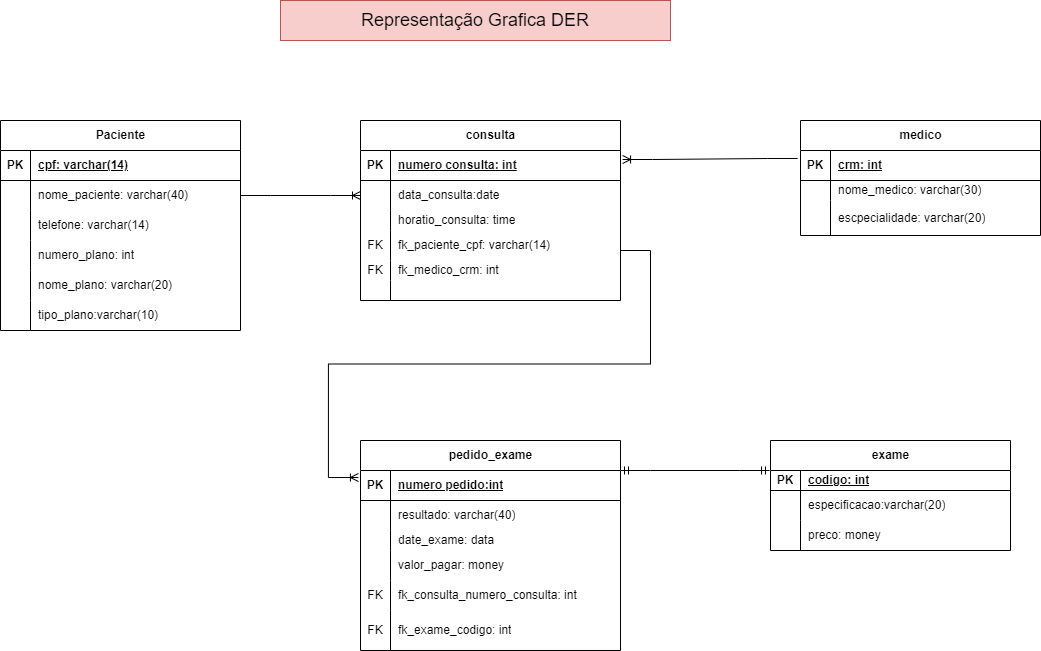 Representação Grafica DER
Paciente
PK cpf: varchar(14)
nome_paciente: varchar(40)
telefone: varchar(14)
numero_plano: int
nome_plano: varchar(20)
tipo_plano:varchar(10)
consulta
PK numero consulta: int
data_consulta:date
horatio_consulta: time
FK fk_paciente_cpf: varchar(14)
FK fk_medico_crm: int
medico
PK crm: int
nome_medico: varchar(30)
escpecialidade: varchar(20)
pedido_exame
PK numero pedido:int
resultado: varchar(40)
date_exame: data
valor_pagar: money
FK fk_consulta_numero_consulta: int
FK fk_exame_codigo: int
exame
PK codigo: int
especificacao:varchar(20)
preco: money